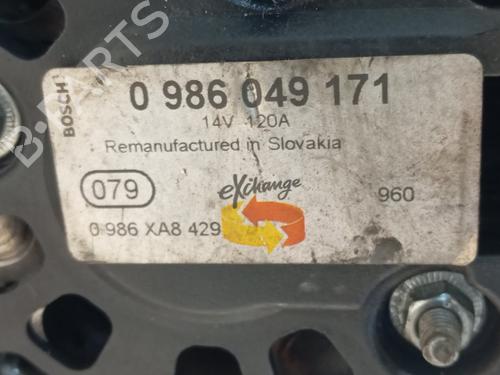 B-PARTS
BOSCH
0 986 049 171
14V 120A
Remanufactured in Slovakia
079
eXchange
960
0 986 XA8 429